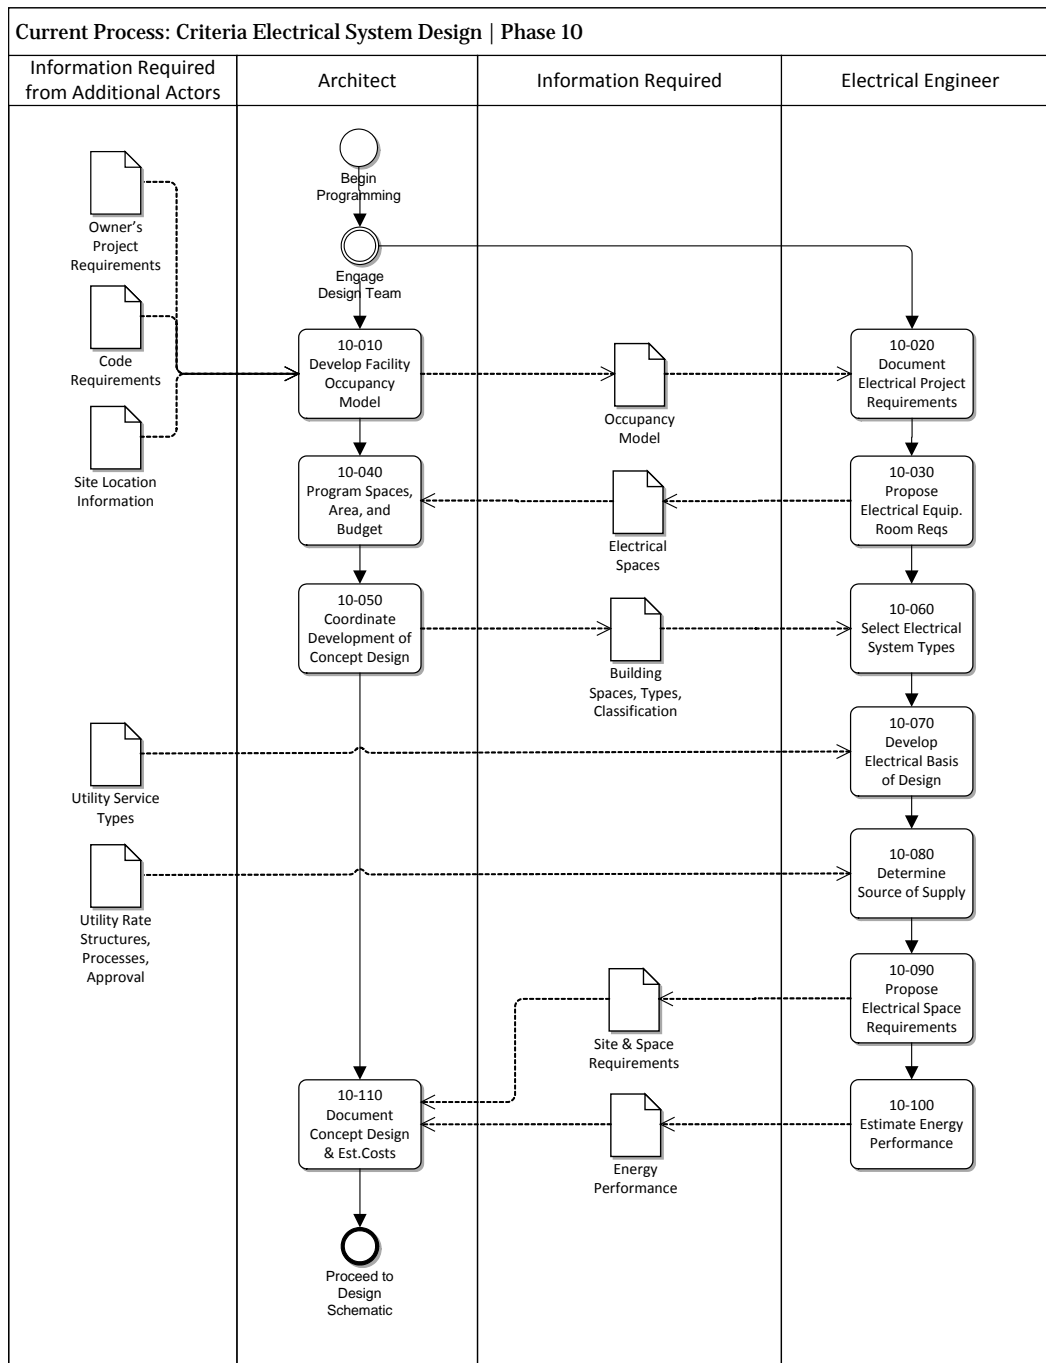 Current Process: Criteria Electrical System Design | Phase 10
Information Required
from Additional Actors
Architect
Information Required
Electrical Engineer
Begin
Programming
Owner's
Project
Requirements
Engage
Design Team
Code
Requirements
10-010
Develop Facility
Occupancy
Model
Occupancy
Model
10-020
Document
Electrical Project
Requirements
Site Location
Information
10-040
Program Spaces,
Area, and
Budget
Electrical
Spaces
10-030
Propose
Electrical Equip.
Room Reqs
10-050
Coordinate
Development of
Concept Design
Building
Spaces, Types,
Classification
10-060
Select Electrical
System Types
Utility Service
Types
10-070
Develop
Electrical Basis
of Design
Utility Rate
Structures,
Processes,
Approval
10-080
Determine
Source of Supply
Site & Space
Requirements
10-090
Propose
Electrical Space
Requirements
10-110
Document
Concept Design
& Est.Costs
Energy
Performance
10-100
Estimate Energy
Performance
Proceed to
Design
Schematic